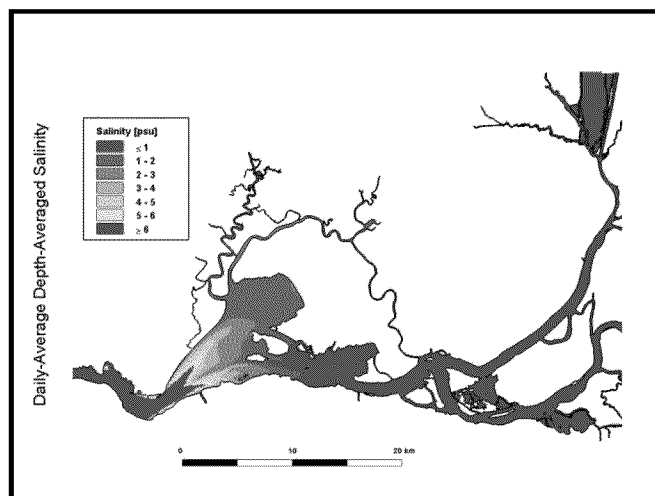 Daily-Average Depth-Averaged Salinity
Salinity [psu]
≤ 1
1 - 2
2 - 3
3 - 4
4 - 5
5 - 6
≥ 6
0 10 20 km